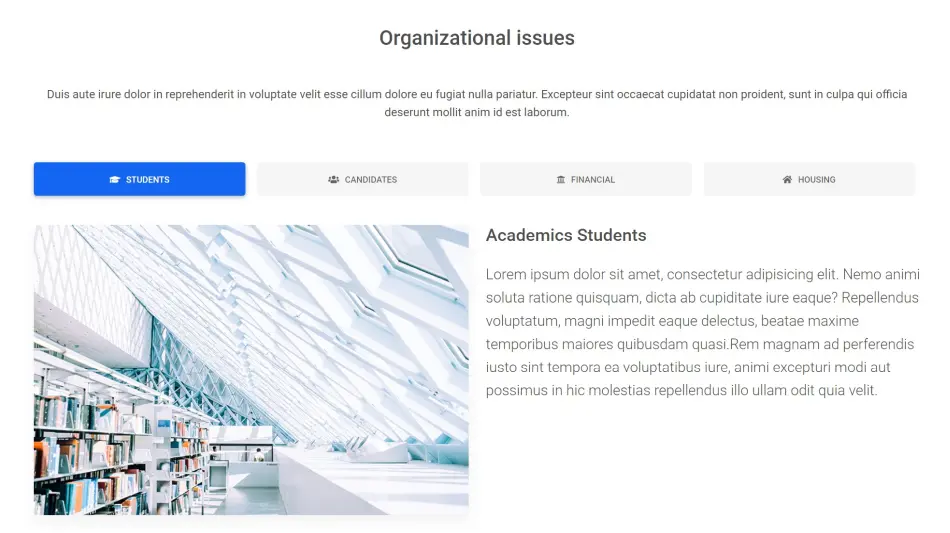 Organizational issues
Duis aute irure dolor in reprehenderit in voluptate velit esse cillum dolore eu fugiat nulla pariatur. Excepteur sint occaecat cupidatat non proident, sunt in culpa qui officia
deserunt mollit anim id est laborum.
STUDENTS
CANDIDATES
FINANCIAL
HOUSING
Academics Students
Lorem ipsum dolor sit amet, consectetur adipisicing elit. Nemo animi
soluta ratione quisquam, dicta ab cupiditate iure eaque? Repellendus
voluptatum, magni impedit eaque delectus, beatae maxime
temporibus maiores quibusdam quasi.Rem magnam ad perferendis
iusto sint tempora ea voluptatibus iure, animi excepturi modi aut
possimus in hic molestias repellendus illo ullam odit quia velit.